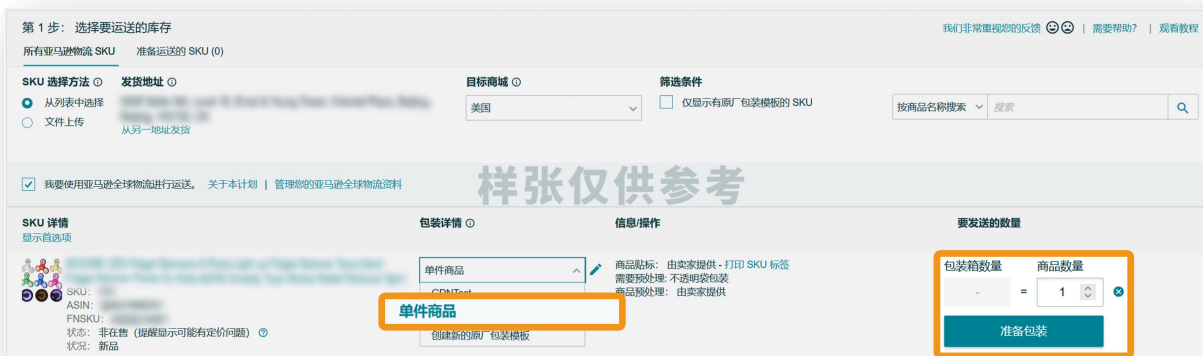 第 1 步： 选择要运送的库存
我们非常重视您的反馈 | 需要帮助? | 观看教程
所有亚马逊物流 SKU 准备运送的 SKU (0)
SKU 选择方法 发货地址 目标商城 筛选条件
从列表中选择
美国
仅显示有原厂包装模板的 SKU
按商品名称搜索 搜索
文件上传
从另一地址发货
我要使用亚马逊全球物流进行运送。 关于本计划 | 管理您的亚马逊全球物流资料
样张仅供参考
SKU 详情 包装详情 信息/操作 要发送的数量
显示首选项
单件商品
商品贴标： 由卖家提供 - 打印 SKU 标签
需要预处理: 不透明袋包装
商品预处理： 由卖家提供
包装箱数量 商品数量
- = 1
准备包装
SKU:
ASIN:
FNSKU:
状态: 非在售 (提醒显示可能有定价问题)
状况: 新品
单件商品
创建新的原厂包装模板